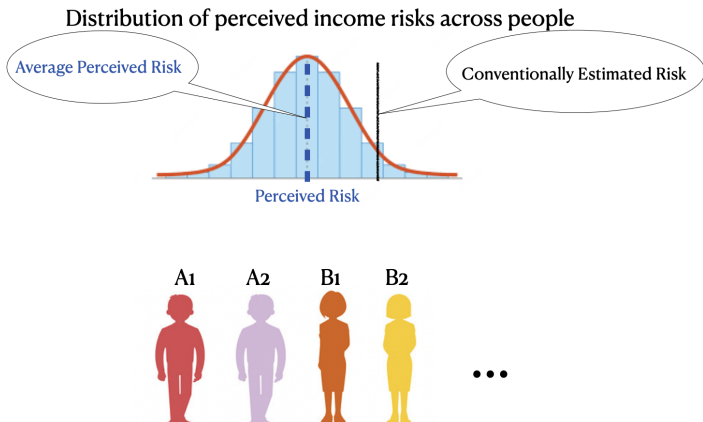 Distribution of perceived income risks across people
Average Perceived Risk
Conventionally Estimated Risk
Perceived Risk
A1 A2 B1 B2
...